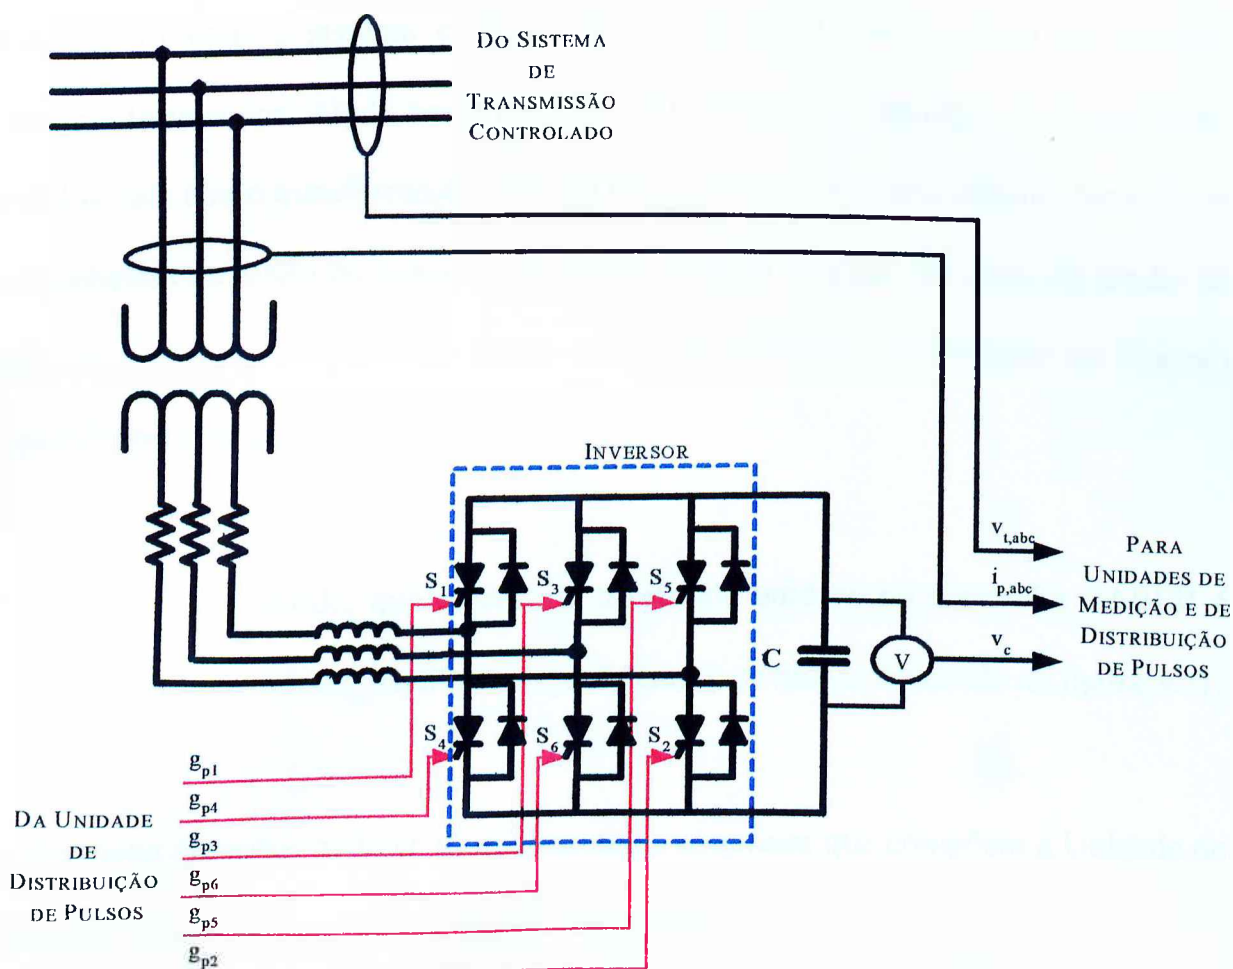 DO SISTEMA
DE
TRANSMISSÃO
CONTROLADO
INVERSOR
S1
S3
S5
C
V
S4
S6
S2
vt,abc
ip,abc
vc
PARA
UNIDADES DE
MEDIÇÃO E DE
DISTRIBUIÇÃO
DE PULSOS
gp1
gp4
gp3
gp6
gp5
gp2
DA UNIDADE
DE
DISTRIBUIÇÃO
DE PULSOS